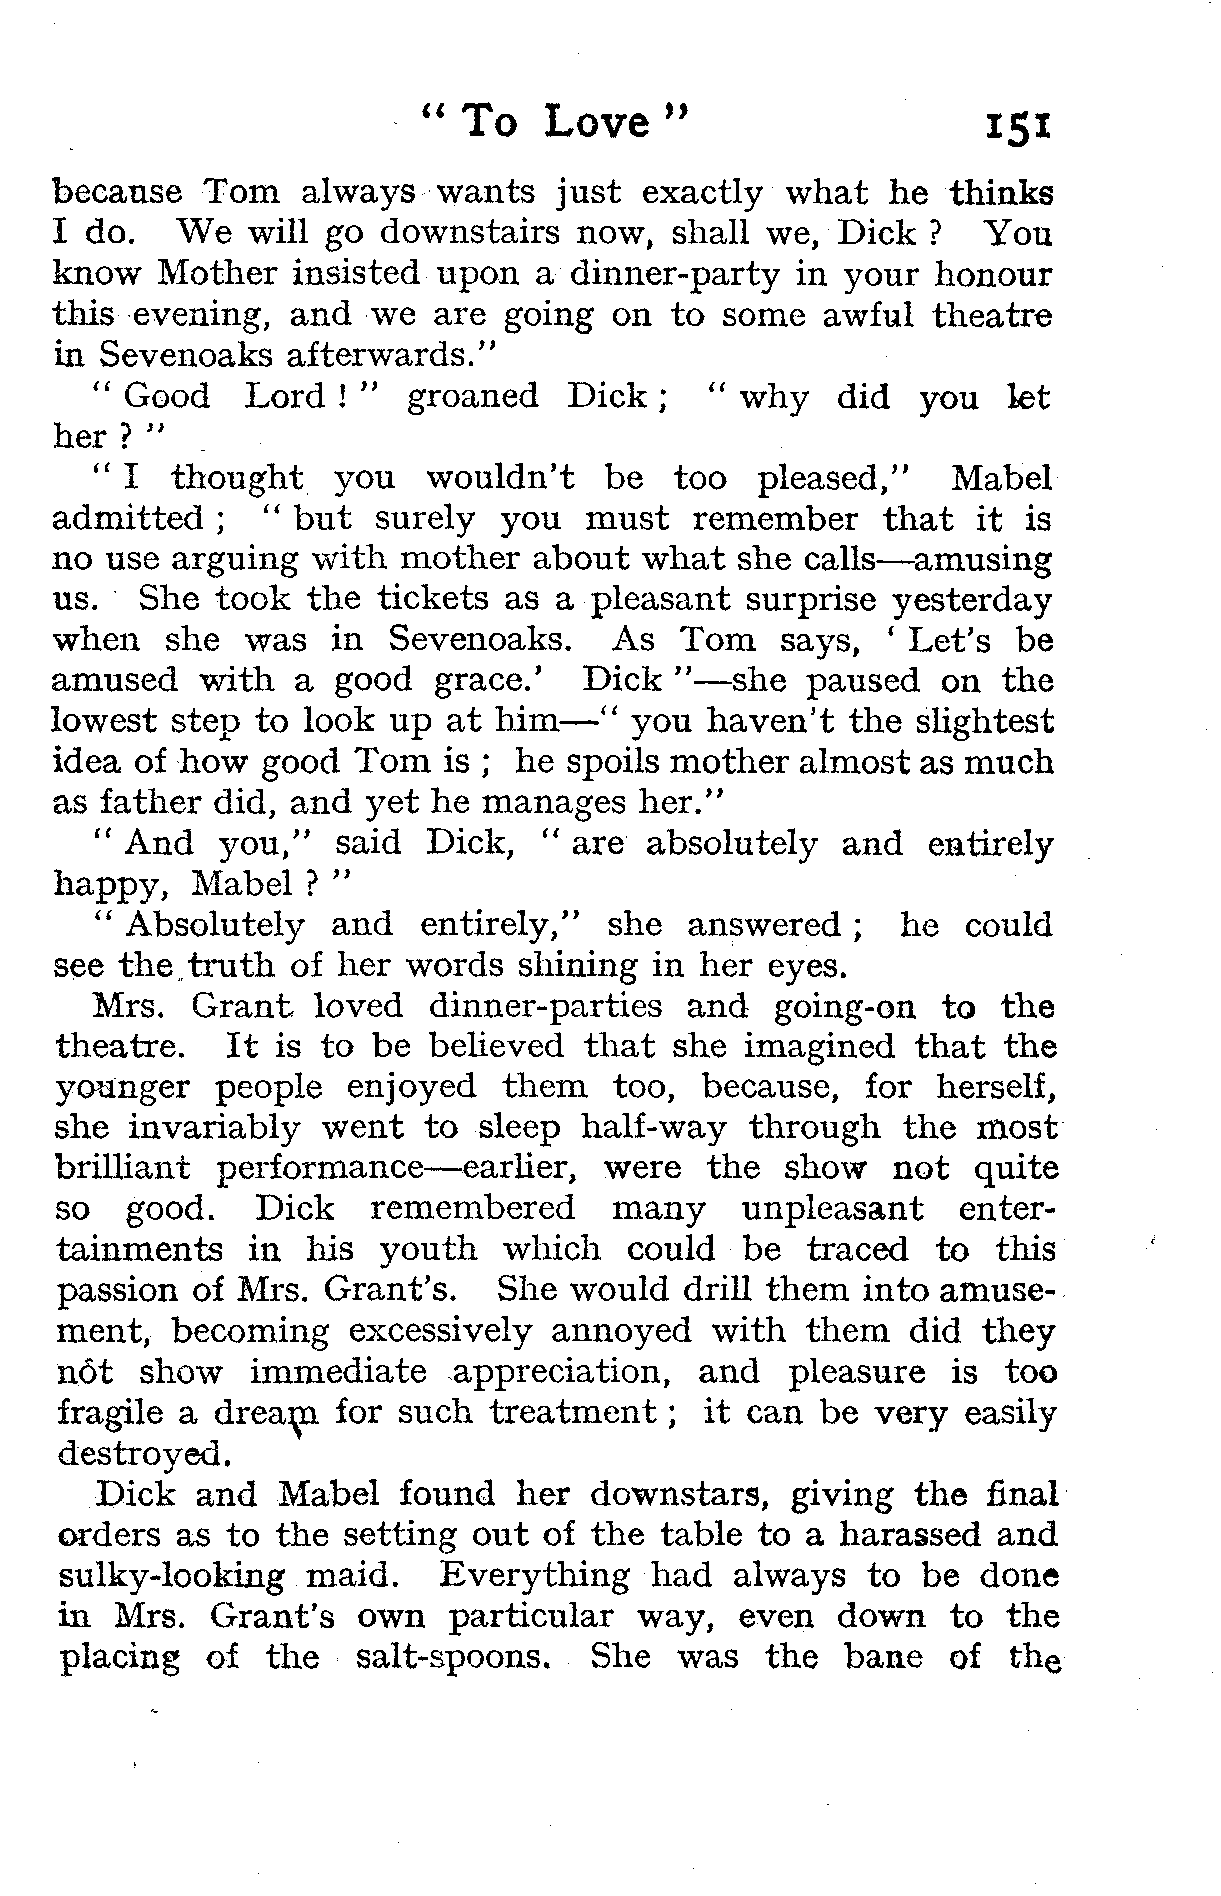 “ To Love ” 151
because Tom always wants just exactly what he thinks
I do. We will go downstairs now, shall we, Dick ? You
know Mother insisted upon a dinner-party in your honour
this evening, and we are going on to some awful theatre
in Sevenoaks afterwards.”
“ Good Lord ! ” groaned Dick ; “ why did you let
her ? ”
“ I thought you wouldn't be too pleased,” Mabel
admitted ; “ but surely you must remember that it is
no use arguing with mother about what she calls—amusing
us. She took the tickets as a pleasant surprise yesterday
when she was in Sevenoaks. As Tom says, ‘ Let's be
amused with a good grace.’ Dick ”—she paused on the
lowest step to look up at him—“ you haven't the slightest
idea of how good Tom is ; he spoils mother almost as much
as father did, and yet he manages her.”
“ And you,” said Dick, “ are absolutely and entirely
happy, Mabel ? ”
“ Absolutely and entirely,” she answered ; he could
see the truth of her words shining in her eyes.
Mrs. Grant loved dinner-parties and going-on to the
theatre. It is to be believed that she imagined that the
younger people enjoyed them too, because, for herself,
she invariably went to sleep half-way through the most
brilliant performance—earlier, were the show not quite
so good. Dick remembered many unpleasant enter-
tainments in his youth which could be traced to this
passion of Mrs. Grant's. She would drill them into amuse-
ment, becoming excessively annoyed with them did they
not show immediate appreciation, and pleasure is too
fragile a dream for such treatment ; it can be very easily
destroyed.
Dick and Mabel found her downstars, giving the final
orders as to the setting out of the table to a harassed and
sulky-looking maid. Everything had always to be done
in Mrs. Grant's own particular way, even down to the
placing of the salt-spoons. She was the bane of the